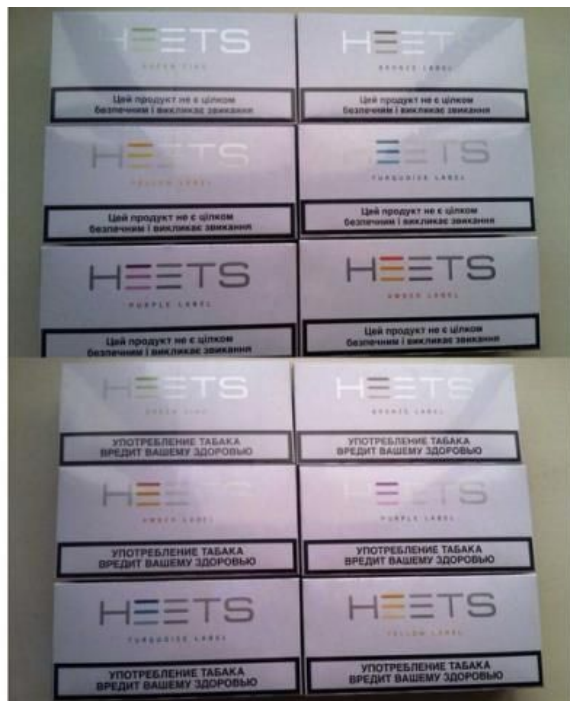 HEETS
GREEN ZING
Цей продукт не є цілком
безпечним і викликає звикання
HEETS
BRONZE LABEL
Цей продукт не є цілком
безпечним і викликає звикання
HEETS
YELLOW LABEL
Цей продукт не є цілком
безпечним і викликає звикання
HEETS
TURQUOISE LABEL
Цей продукт не є цілком
безпечним і викликає звикання
HEETS
PURPLE LABEL
Цей продукт не є цілком
безпечним і викликає звикання
HEETS
AMBER LABEL
Цей продукт не є цілком
безпечним і викликає звикання
HEETS
GREEN ZING
УПОТРЕБЛЕНИЕ ТАБАКА
ВРЕДИТ ВАШЕМУ ЗДОРОВЬЮ
HEETS
BRONZE LABEL
УПОТРЕБЛЕНИЕ ТАБАКА
ВРЕДИТ ВАШЕМУ ЗДОРОВЬЮ
HEETS
AMBER LABEL
УПОТРЕБЛЕНИЕ ТАБАКА
ВРЕДИТ ВАШЕМУ ЗДОРОВЬЮ
HEETS
PURPLE LABEL
УПОТРЕБЛЕНИЕ ТАБАКА
ВРЕДИТ ВАШЕМУ ЗДОРОВЬЮ
HEETS
TURQUOISE LABEL
УПОТРЕБЛЕНИЕ ТАБАКА
ВРЕДИТ ВАШЕМУ ЗДОРОВЬЮ
HEETS
YELLOW LABEL
УПОТРЕБЛЕНИЕ ТАБАКА
ВРЕДИТ ВАШЕМУ ЗДОРОВЬЮ